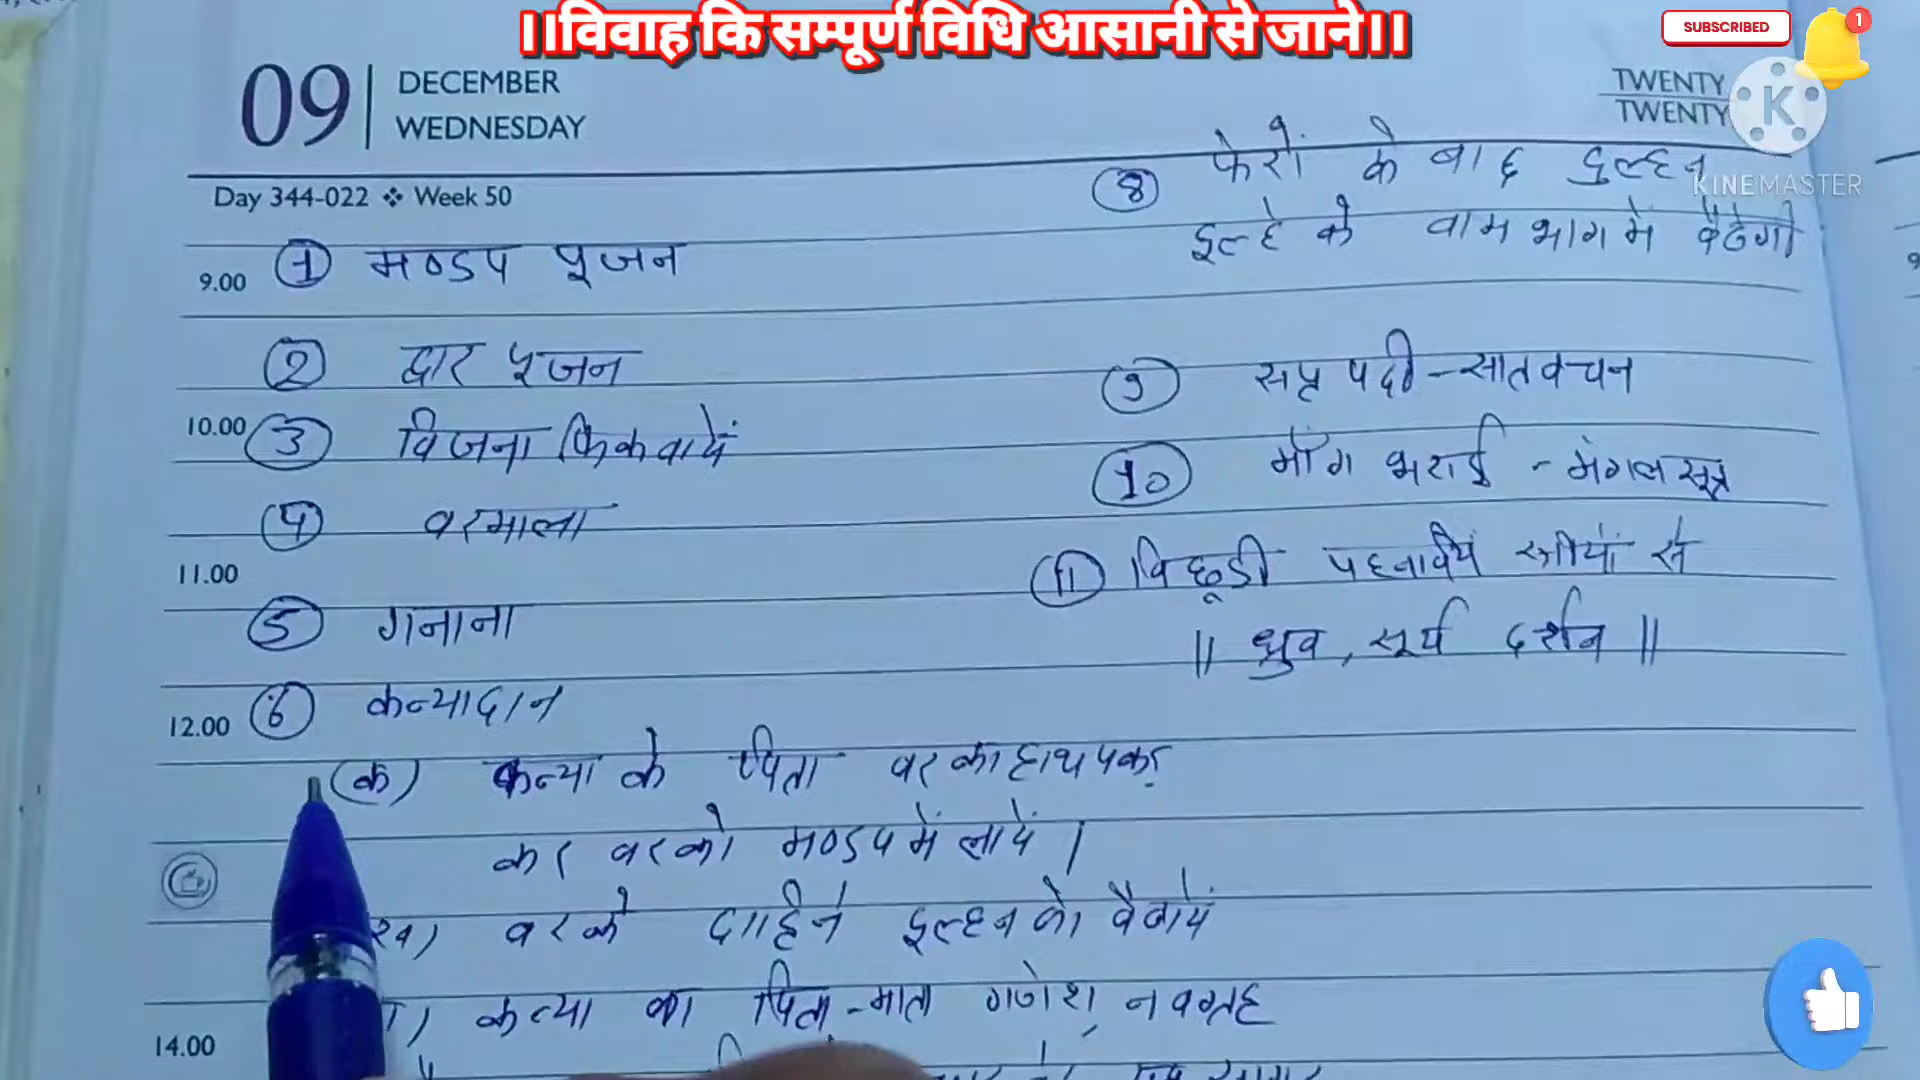 ।।विवाह कि सम्पूर्ण विधि आसानी से जाने।।
SUBSCRIBED
1
09
DECEMBER
WEDNESDAY
TWENTY
TWENTY
K
KINEMASTER
Day 344-022 ❖ Week 50
9.00
① मण्डप पूजन
② द्वार पूजन
10.00
③ विजना फिकवायें
④ वरमाला
11.00
⑤ गनाना
12.00
⑥ कन्यादान
(क) कन्या के पिता वर का हाथ पकड़
कर वर को मण्डप में लायें।
ख) वर के दाहिने दुल्हन को बैठायें
कन्या का पिता-माता गणेश, नवग्रह
14.00
⑧ फेरों के बाद दुल्हन
दुल्हे के वाम भाग में बैठेगी
⑨ सप्त पदी - सात वचन
⑩ माँग भराई - मंगल सूत्र
⑪ विछूडी पहनावेयें स्त्रीयों से
॥ ध्रुव, सूर्य दर्शन ॥